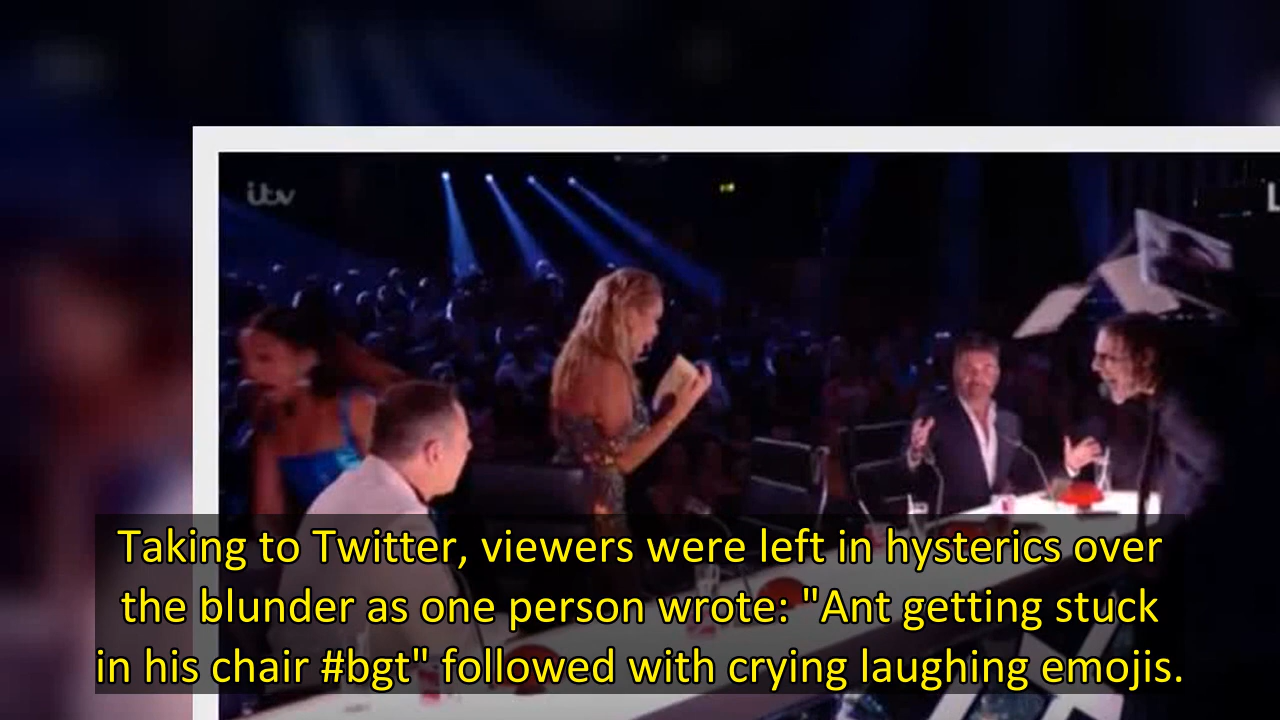 itv
L
Taking to Twitter, viewers were left in hysterics over
the blunder as one person wrote: "Ant getting stuck
in his chair #bgt" followed with crying laughing emojis.